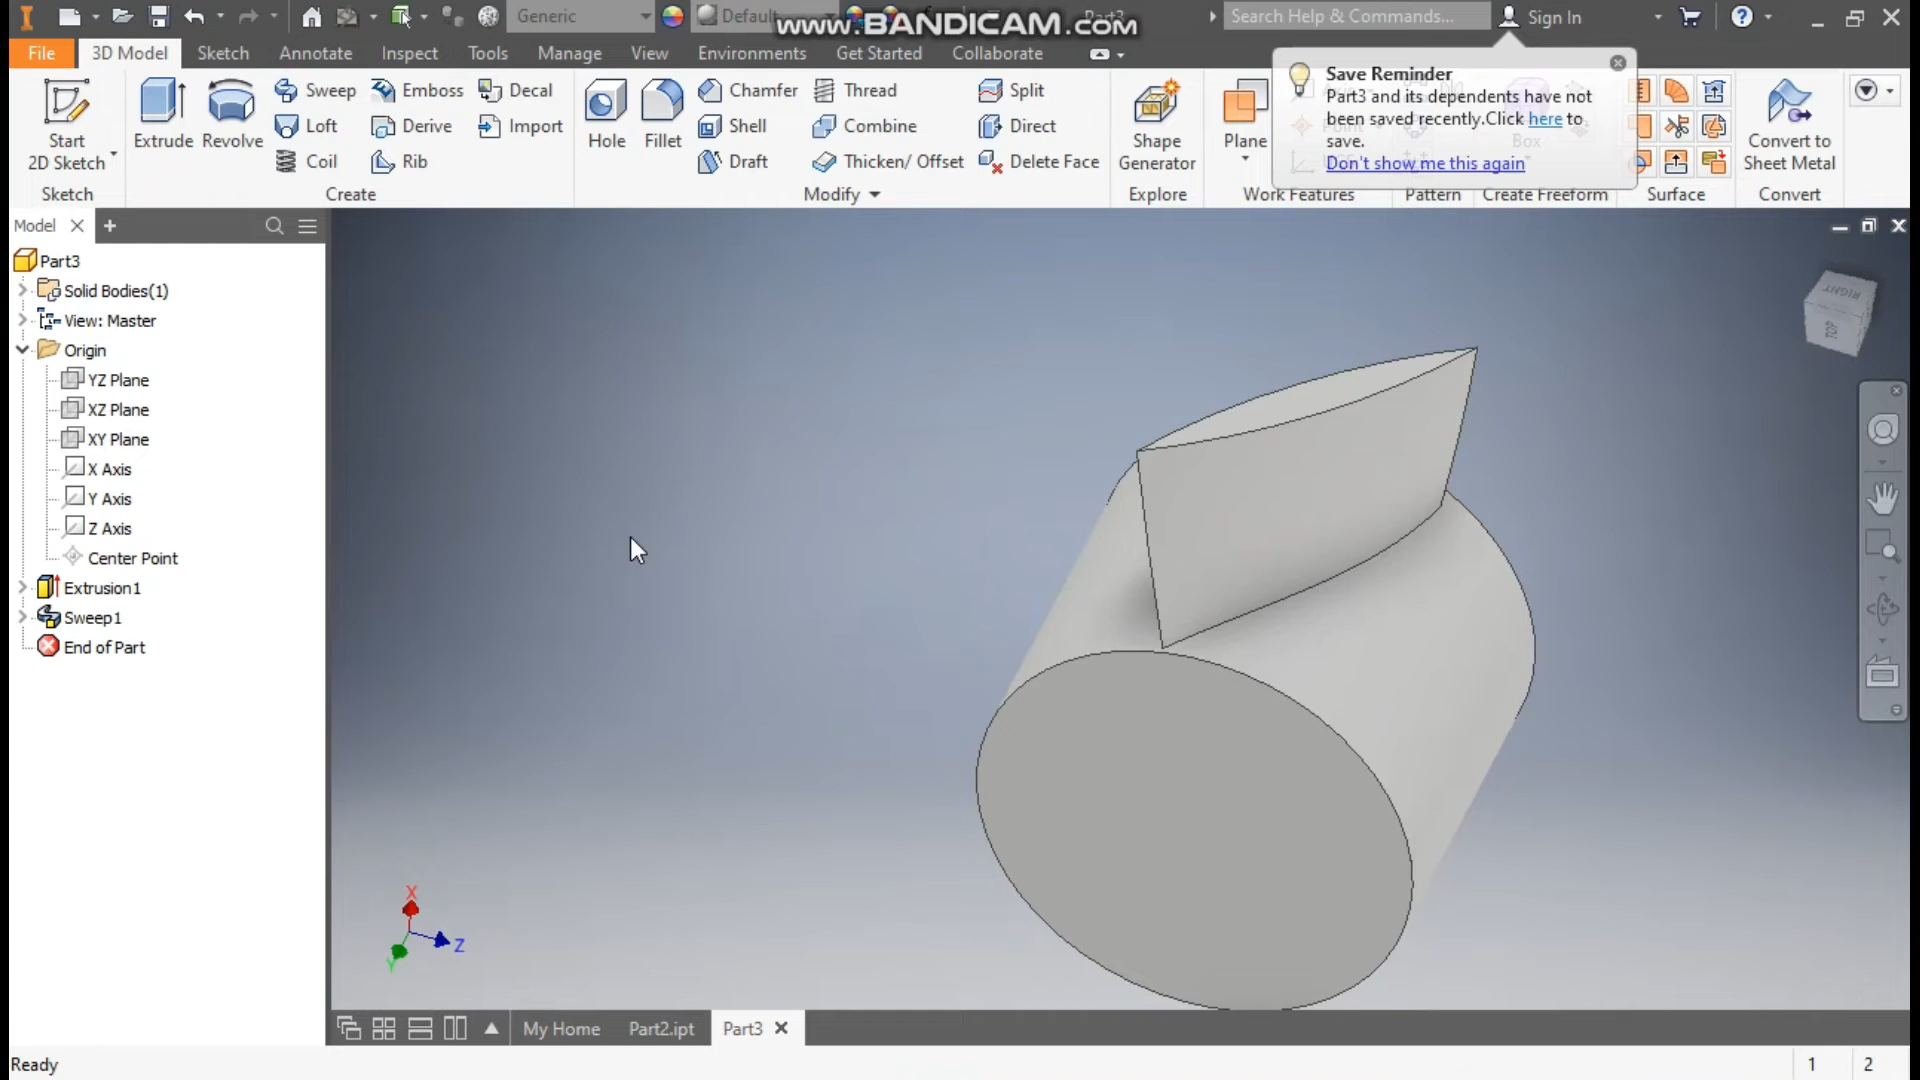 Generic
Default
www.BANDICAM.com
Part3
Search Help & Commands...
Sign In
File
3D Model
Sketch
Annotate
Inspect
Tools
Manage
View
Environments
Get Started
Collaborate
Start
2D Sketch
Extrude
Revolve
Sweep
Loft
Coil
Emboss
Derive
Rib
Decal
Import
Hole
Fillet
Chamfer
Shell
Draft
Thread
Combine
Thicken/ Offset
Split
Direct
Delete Face
Shape
Generator
Plane
Box
Convert to
Sheet Metal
Save Reminder
Part3 and its dependents have not
been saved recently.Click here to
save.
Don't show me this again
Sketch
Create
Modify
Explore
Work Features
Pattern
Create Freeform
Surface
Convert
Model
Part3
Solid Bodies(1)
View: Master
Origin
YZ Plane
XZ Plane
XY Plane
X Axis
Y Axis
Z Axis
Center Point
Extrusion1
Sweep1
End of Part
RIGHT
TOP
X
Z
Y
My Home
Part2.ipt
Part3
Ready
1
2